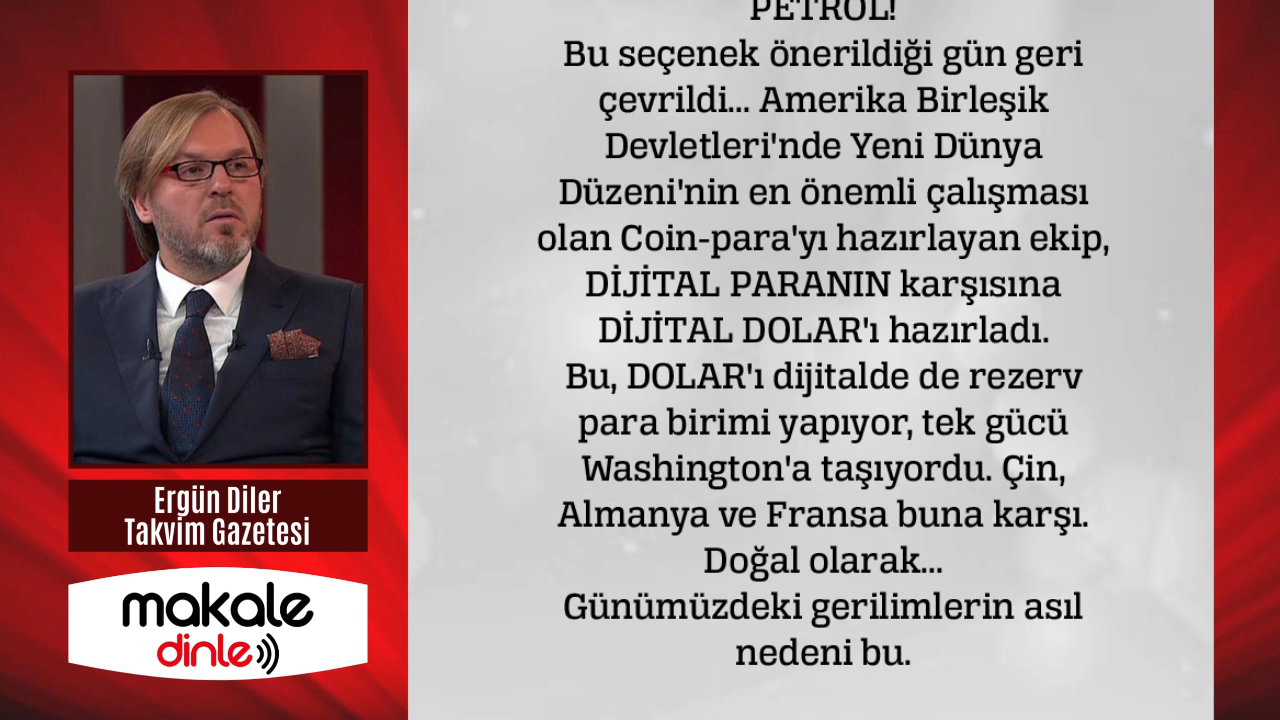 PETROL!
Bu seçenek önerildiği gün geri
çevrildi... Amerika Birleşik
Devletleri'nde Yeni Dünya
Düzeni'nin en önemli çalışması
olan Coin-para'yı hazırlayan ekip,
DİJİTAL PARANIN karşısına
DİJİTAL DOLAR'ı hazırladı.
Bu, DOLAR'ı dijitalde de rezerv
para birimi yapıyor, tek gücü
Washington'a taşıyordu. Çin,
Almanya ve Fransa buna karşı.
Doğal olarak...
Günümüzdeki gerilimlerin asıl
nedeni bu.
Ergün Diler
Takvim Gazetesi
makale
dinle